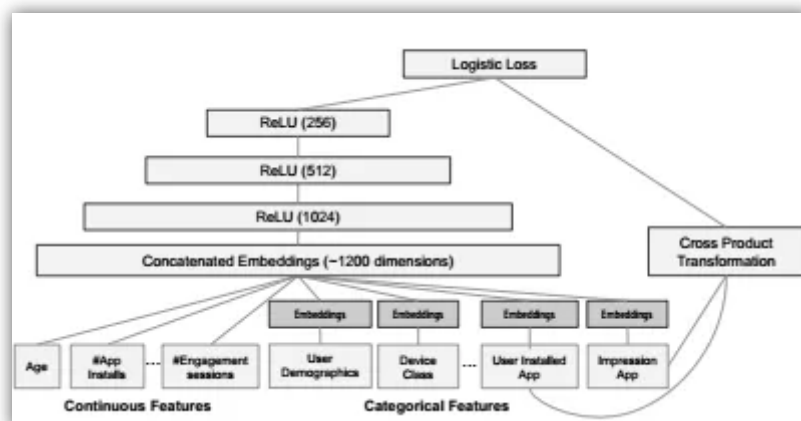 Logistic Loss
ReLU (256)
ReLU (512)
ReLU (1024)
Concatenated Embeddings (~1200 dimensions)
Cross Product
Transformation
Embeddings
Embeddings
Embeddings
Embeddings
Age
#App
Installs
#Engagement
sessions
User
Demographics
Device
Class
User Installed
App
Impression
App
Continuous Features
Categorical Features